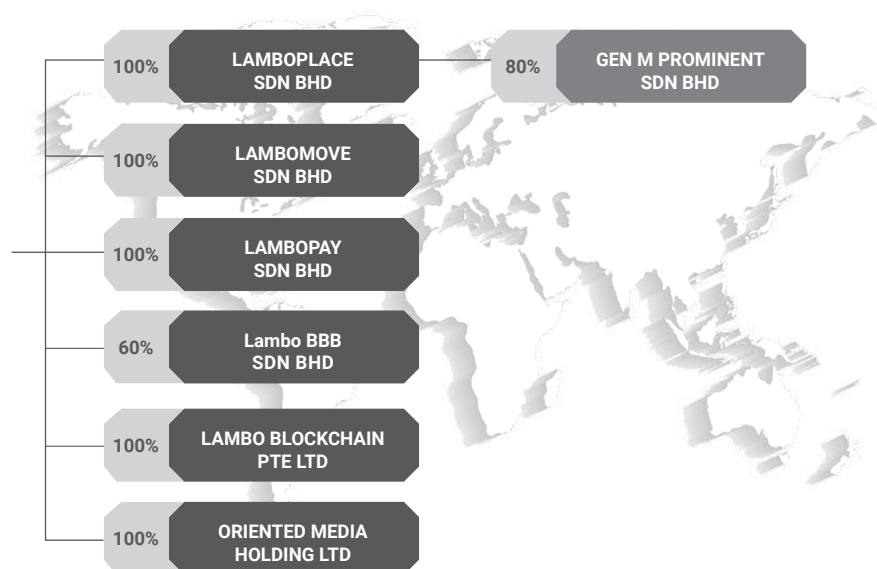 100%
LAMBOPLACE
SDN BHD
80%
GEN M PROMINENT
SDN BHD
100%
LAMBOMOVE
SDN BHD
100%
LAMBOPAY
SDN BHD
60%
Lambo BBB
SDN BHD
100%
LAMBO BLOCKCHAIN
PTE LTD
100%
ORIENTED MEDIA
HOLDING LTD